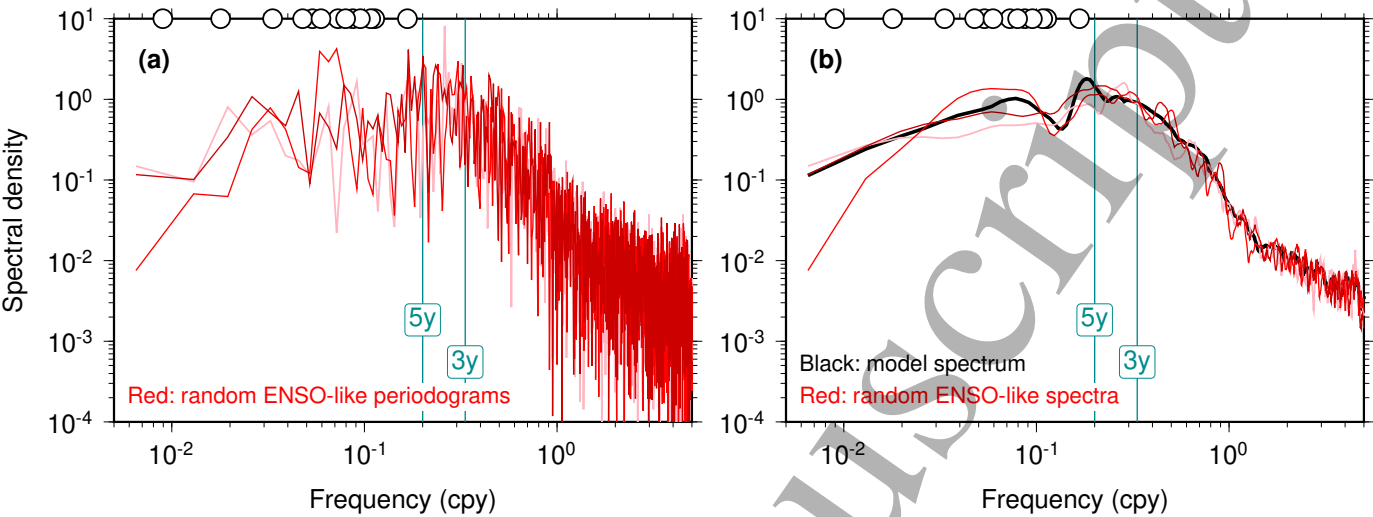 (a)
(b)
Spectral density
10^1
10^0
10^-1
10^-2
10^-3
10^-4
5y
3y
Red: random ENSO-like periodograms
10^-2
10^-1
10^0
Frequency (cpy)
10^1
10^0
10^-1
10^-2
10^-3
10^-4
5y
3y
Black: model spectrum
Red: random ENSO-like spectra
10^-2
10^-1
10^0
Frequency (cpy)
uscript